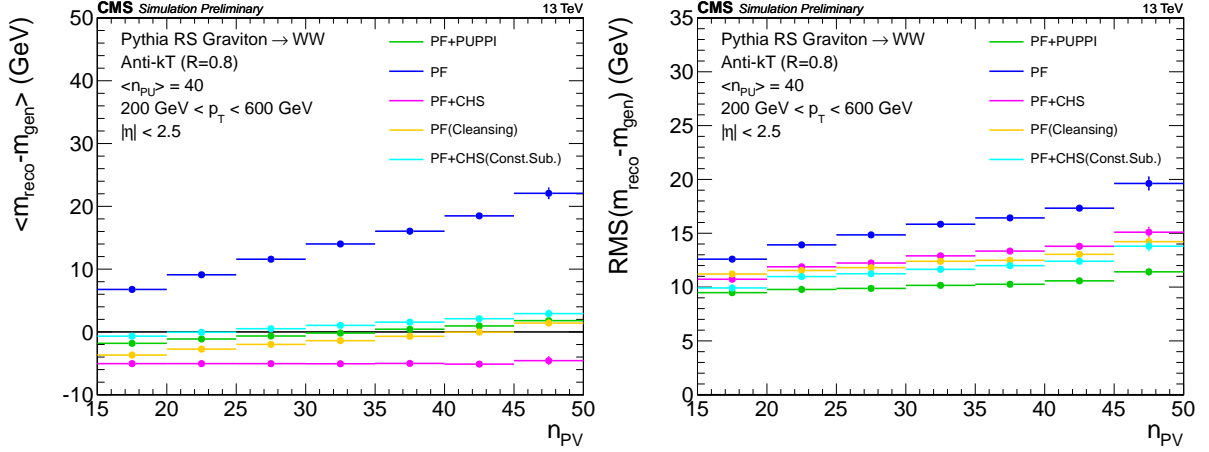 CMS Simulation Preliminary 13 TeV
<m_reco-m_gen> (GeV)
60
50
40
30
20
10
0
-10
Pythia RS Graviton → WW
Anti-kT (R=0.8)
<n_PU> = 40
200 GeV < p_T < 600 GeV
|η| < 2.5
PF+PUPPI
PF
PF+CHS
PF(Cleansing)
PF+CHS(Const.Sub.)
15 20 25 30 35 40 45 50
n_PV
CMS Simulation Preliminary 13 TeV
RMS(m_reco-m_gen) (GeV)
35
30
25
20
15
10
5
0
Pythia RS Graviton → WW
Anti-kT (R=0.8)
<n_PU> = 40
200 GeV < p_T < 600 GeV
|η| < 2.5
PF+PUPPI
PF
PF+CHS
PF(Cleansing)
PF+CHS(Const.Sub.)
15 20 25 30 35 40 45 50
n_PV